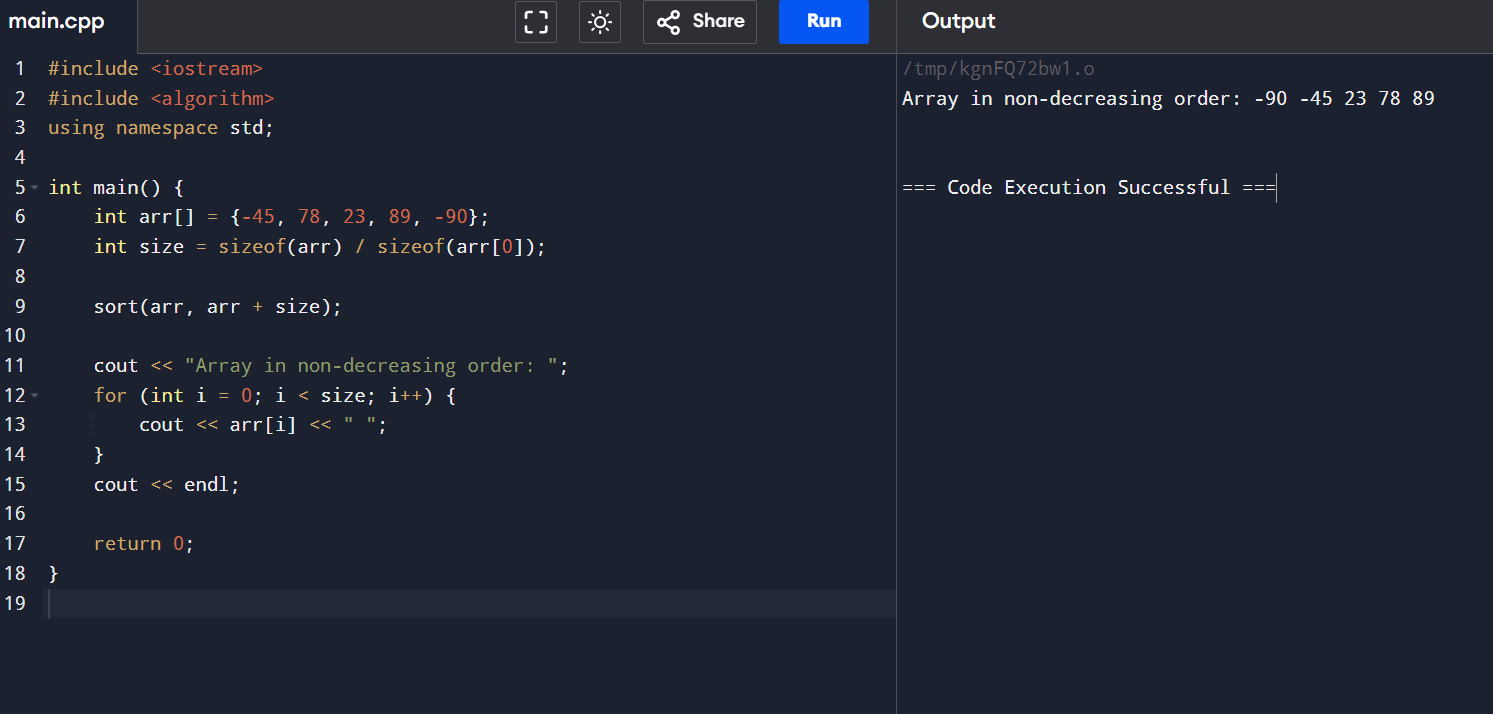 main.cpp
Share
Run
Output
1 #include <iostream>
2 #include <algorithm>
3 using namespace std;
4
5 int main() {
6     int arr[] = {-45, 78, 23, 89, -90};
7     int size = sizeof(arr) / sizeof(arr[0]);
8
9     sort(arr, arr + size);
10
11     cout << "Array in non-decreasing order: ";
12     for (int i = 0; i < size; i++) {
13         cout << arr[i] << " ";
14     }
15     cout << endl;
16
17     return 0;
18 }
19
/tmp/kgnFQ72bw1.o
Array in non-decreasing order: -90 -45 23 78 89
=== Code Execution Successful ===